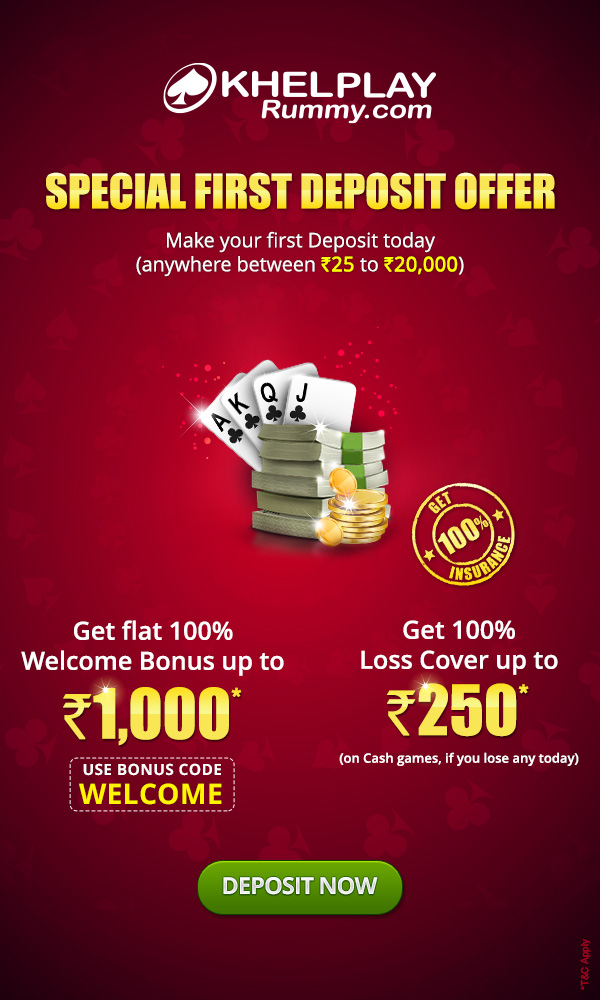 KHELPLAY
Rummy.com
SPECIAL FIRST DEPOSIT OFFER
Make your first Deposit today
(anywhere between ₹25 to ₹20,000)
A K Q J
GET
100%
INSURANCE
Get flat 100%
Welcome Bonus up to
₹1,000*
USE BONUS CODE
WELCOME
Get 100%
Loss Cover up to
₹250*
(on Cash games, if you lose any today)
DEPOSIT NOW
*T&C Apply